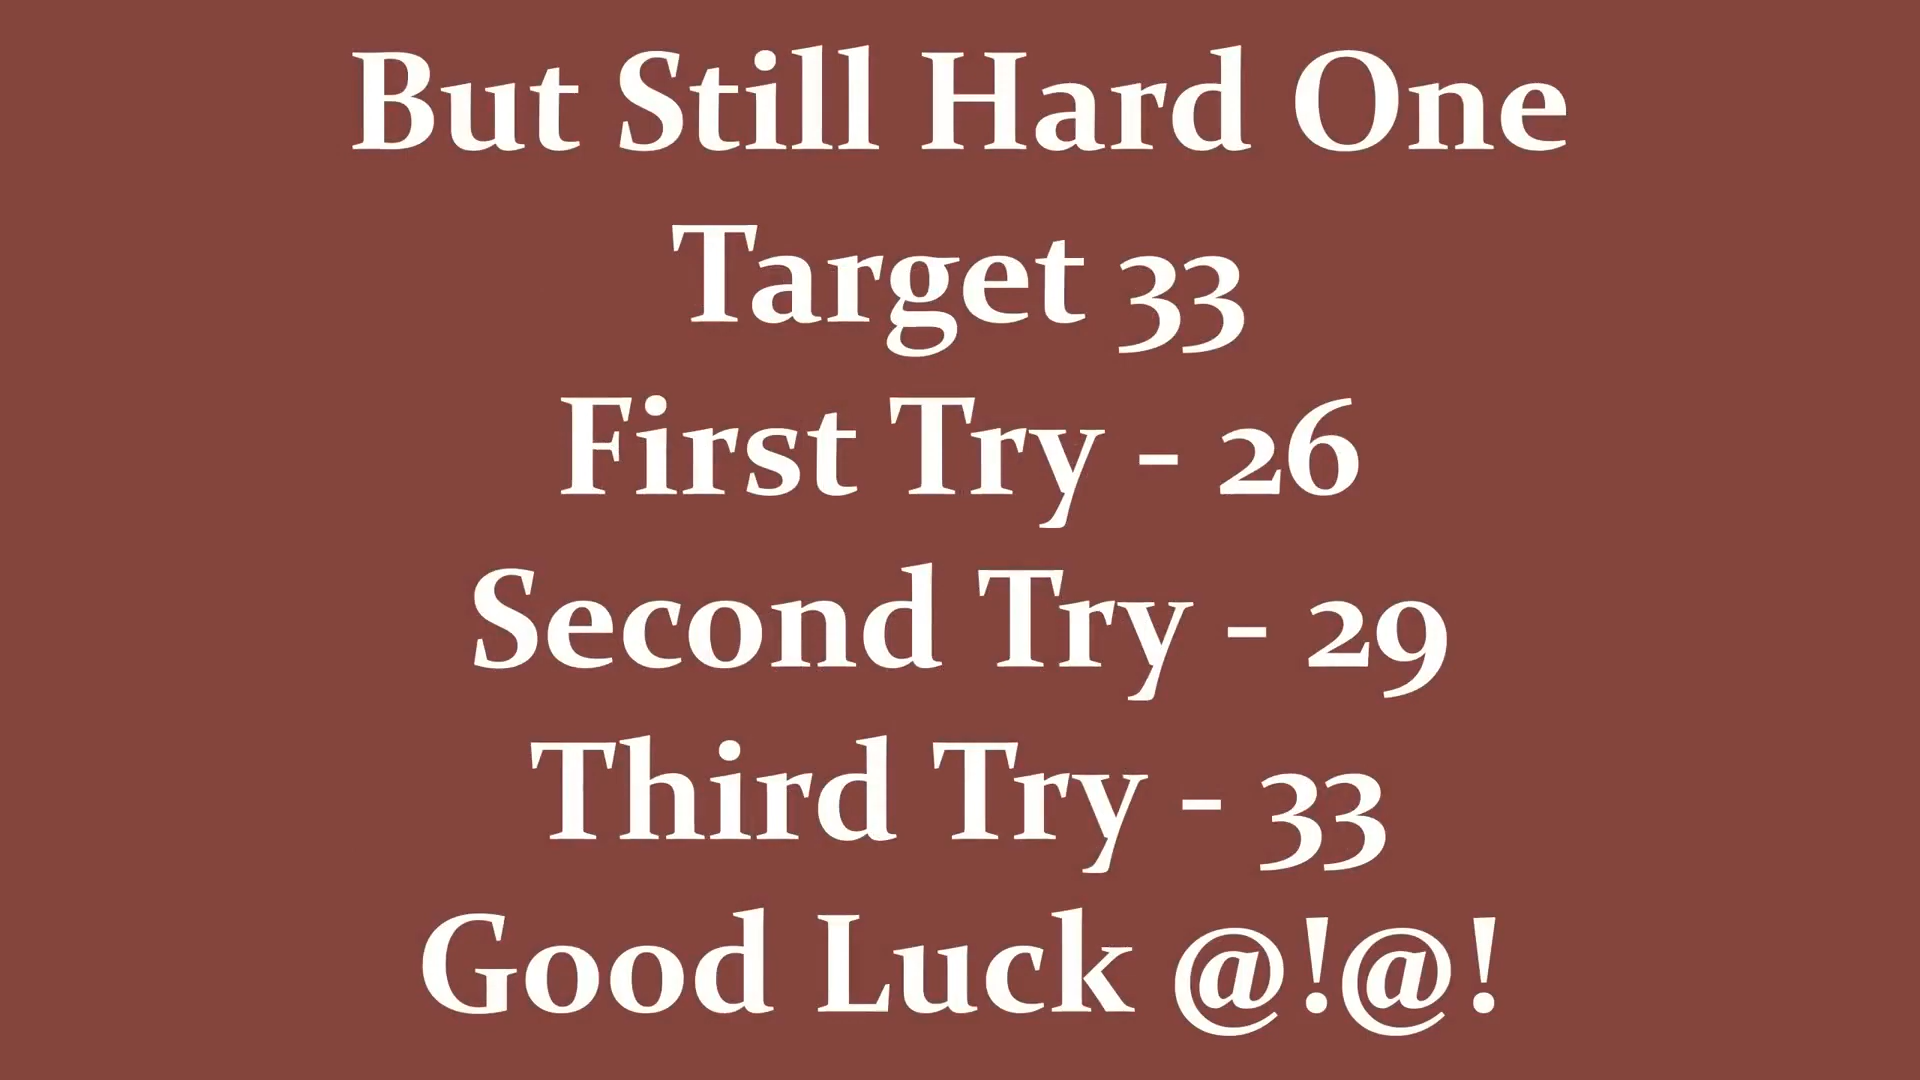 But Still Hard One
Target 33
First Try - 26
Second Try - 29
Third Try - 33
Good Luck @!@!